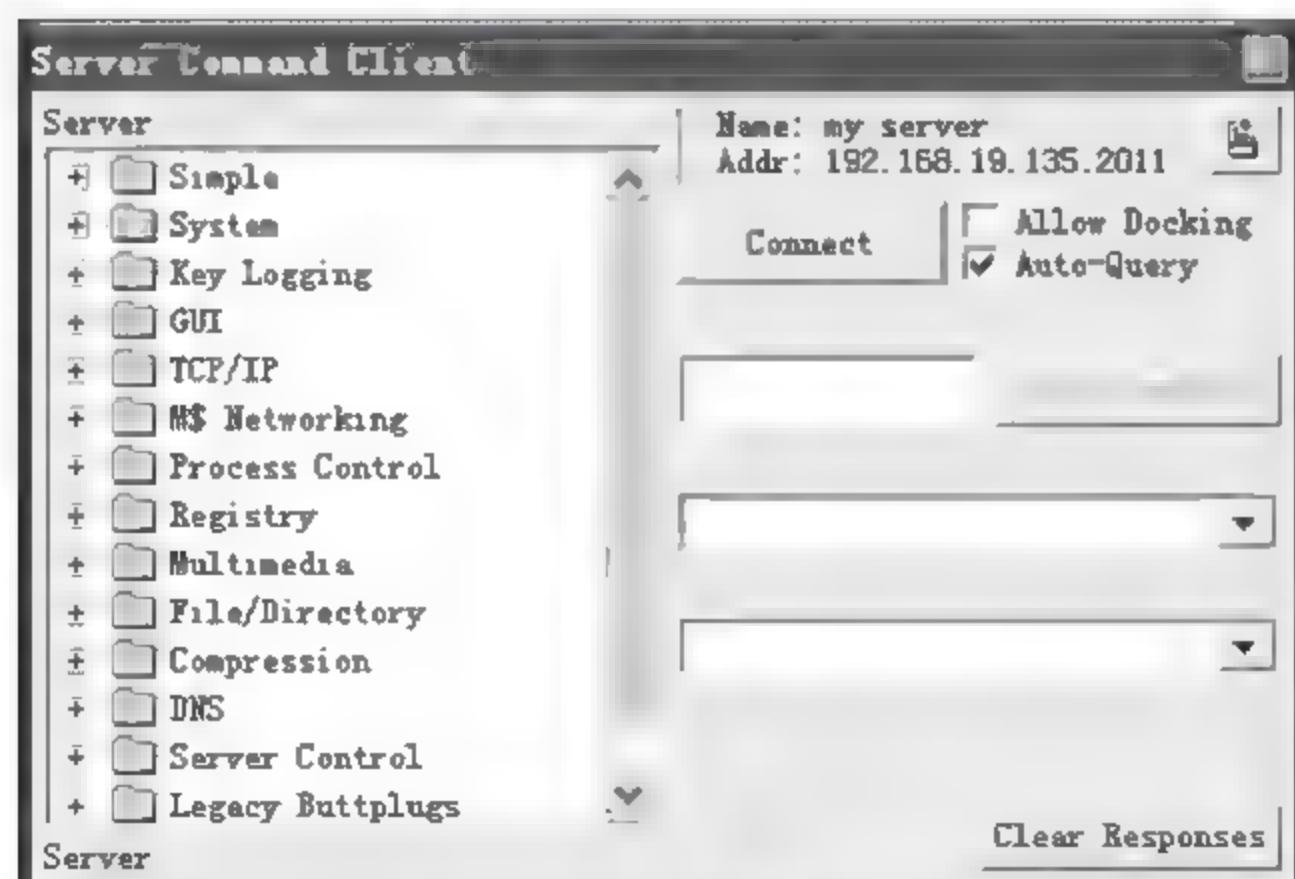 Server Command Client
Server
Simple
System
Key Logging
GUI
TCP/IP
M$ Networking
Process Control
Registry
Multimedia
File/Directory
Compression
DNS
Server Control
Legacy Buttplugs
Server
Name: my server
Addr: 192.168.19.135.2011
Connect
Allow Docking
Auto-Query
Clear Responses